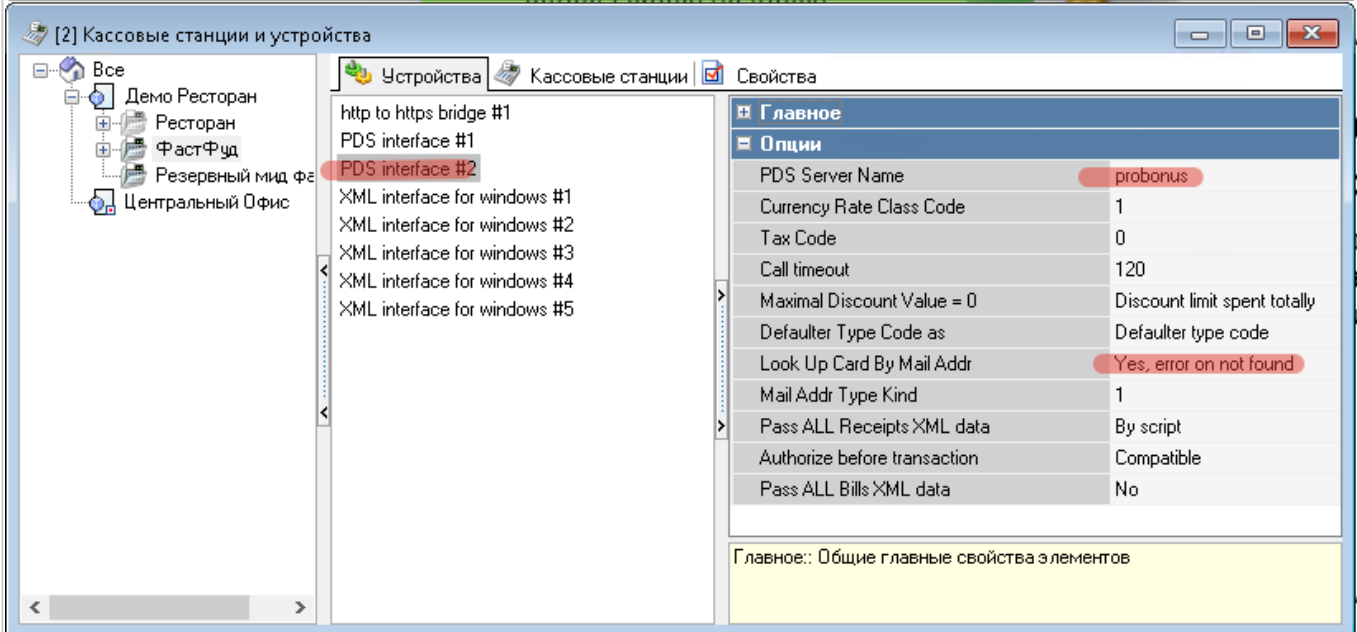 [2] Кассовые станции и устройства
Все
Демо Ресторан
Ресторан
ФастФуд
Резервный мид фа
Центральный Офис
Устройства Кассовые станции Свойства
http to https bridge #1
PDS interface #1
PDS interface #2
XML interface for windows #1
XML interface for windows #2
XML interface for windows #3
XML interface for windows #4
XML interface for windows #5
Главное
Опции
PDS Server Name probonus
Currency Rate Class Code 1
Tax Code 0
Call timeout 120
Maximal Discount Value = 0 Discount limit spent totally
Defaulter Type Code as Defaulter type code
Look Up Card By Mail Addr Yes, error on not found
Mail Addr Type Kind 1
Pass ALL Receipts XML data By script
Authorize before transaction Compatible
Pass ALL Bills XML data No
Главное:: Общие главные свойства элементов